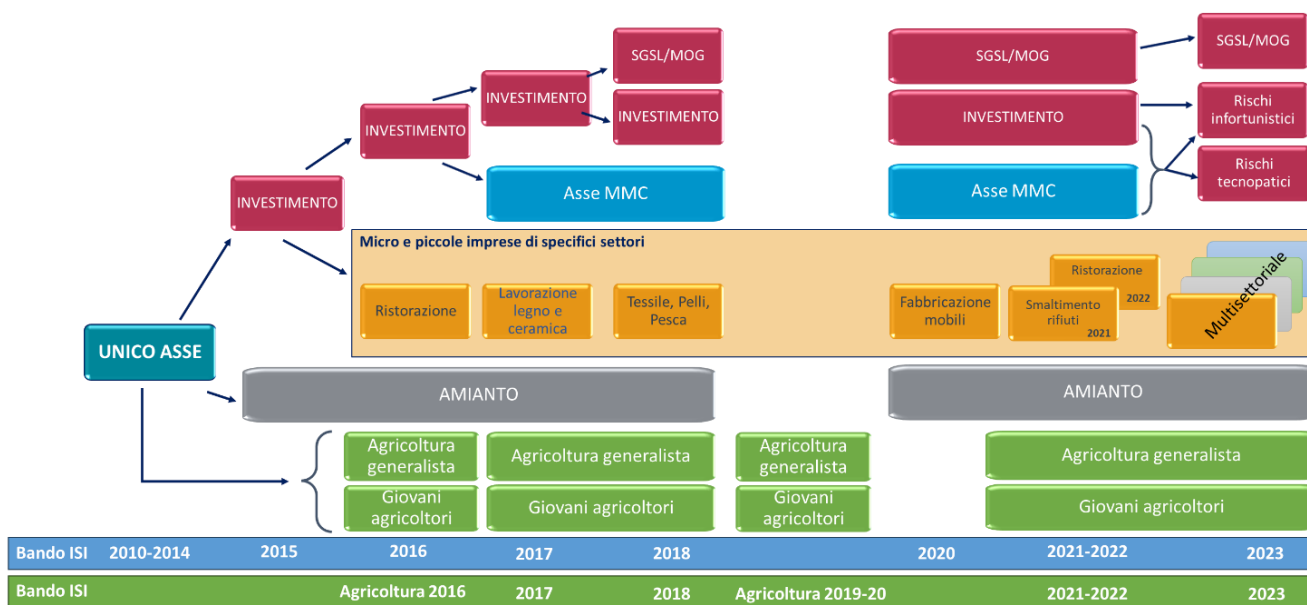 SGSL/MOG
SGSL/MOG
SGSL/MOG
INVESTIMENTO
INVESTIMENTO
INVESTIMENTO
Rischi
infortunistici
INVESTIMENTO
Asse MMC
Asse MMC
Rischi
tecnopatici
INVESTIMENTO
Micro e piccole imprese di specifici settori
Ristorazione
Lavorazione
legno e
ceramica
Tessile, Pelli,
Pesca
Fabbricazione
mobili
Smaltimento
rifiuti
2021
Ristorazione
2022
Multisettoriale
UNICO ASSE
AMIANTO
AMIANTO
Agricoltura
generalista
Agricoltura generalista
Agricoltura
generalista
Agricoltura generalista
Giovani
agricoltori
Giovani agricoltori
Giovani
agricoltori
Giovani agricoltori
Bando ISI 2010-2014 2015 2016 2017 2018 2020 2021-2022 2023
Bando ISI Agricoltura 2016 2017 2018 Agricoltura 2019-20 2021-2022 2023